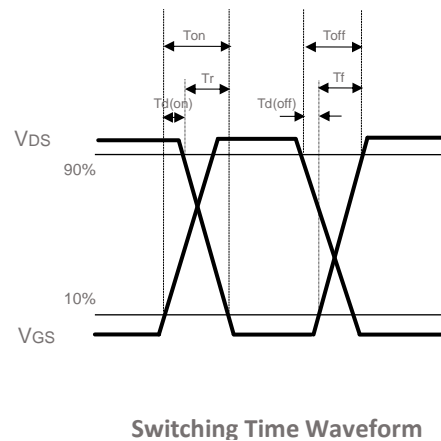 Ton
Toff
Tr
Tf
Td(on)
Td(off)
VDS
90%
10%
VGS
Switching Time Waveform